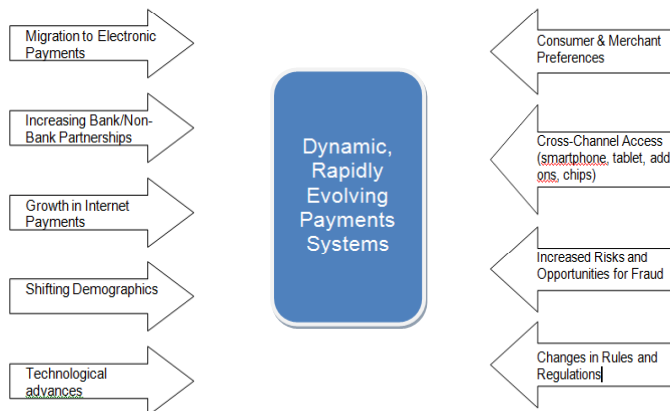 Migration to Electronic
Payments
Increasing Bank/Non-
Bank Partnerships
Growth in Internet
Payments
Shifting Demographics
Technological
advances
Dynamic,
Rapidly
Evolving
Payments
Systems
Consumer & Merchant
Preferences
Cross-Channel Access
(smartphone, tablet, add
ons, chips)
Increased Risks and
Opportunities for Fraud
Changes in Rules and
Regulations